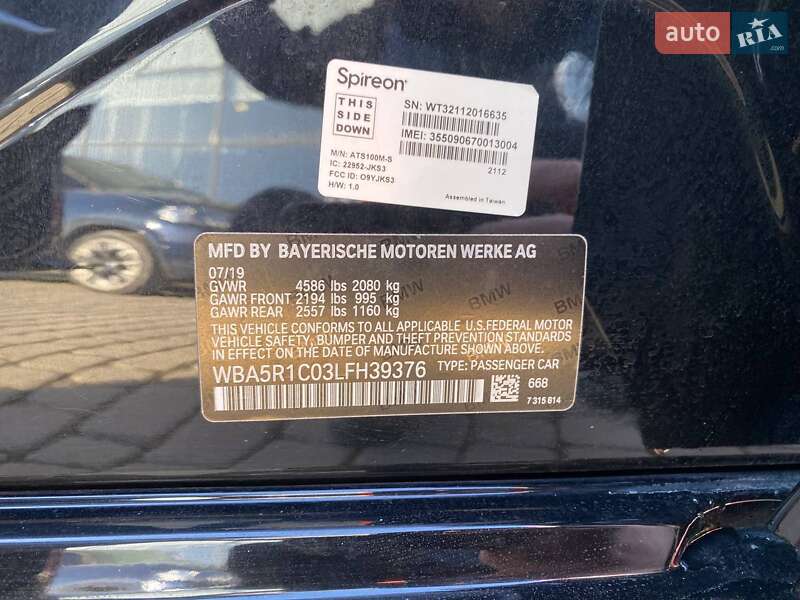 auto RIA .com
Spireon
THIS
SIDE
DOWN
SN: WT32112016635
IMEI: 355090670013004
M/N: ATS100M-S
IC: 22952-JKS3
FCC ID: O9YJKS3
H/W: 1.0
2112
Assembled in Taiwan
MFD BY BAYERISCHE MOTOREN WERKE AG
07/19
GVWR 4586 lbs 2080 kg
GAWR FRONT 2194 lbs 995 kg
GAWR REAR 2557 lbs 1160 kg
THIS VEHICLE CONFORMS TO ALL APPLICABLE U.S.FEDERAL MOTOR
VEHICLE SAFETY, BUMPER AND THEFT PREVENTION STANDARDS
IN EFFECT ON THE DATE OF MANUFACTURE SHOWN ABOVE.
WBA5R1C03LFH39376 TYPE: PASSENGER CAR
668
7 315 814
BMW
BMW
BMW